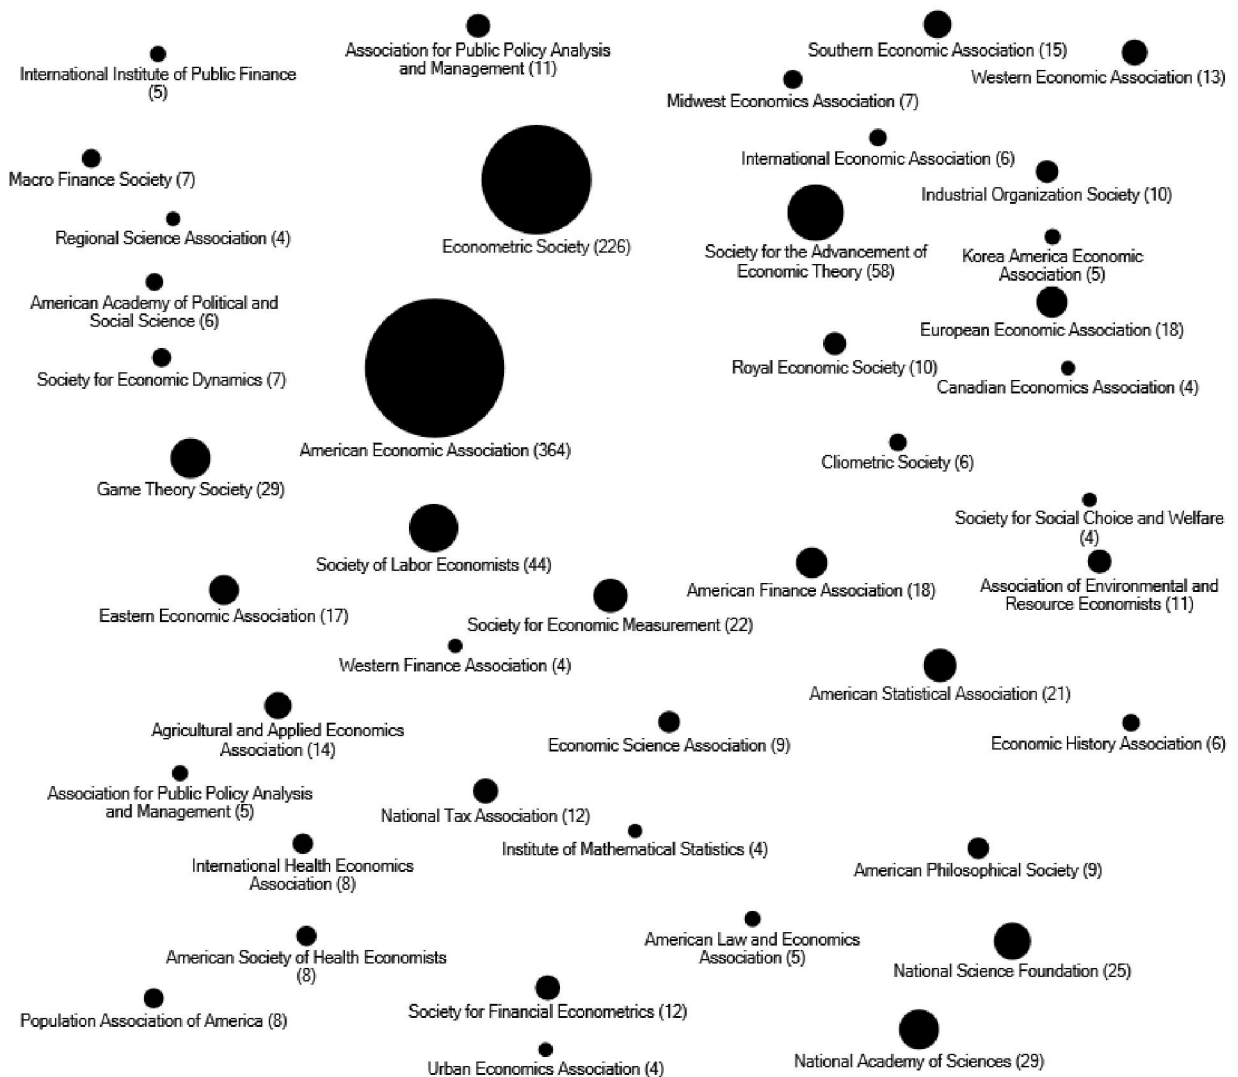 Association for Public Policy Analysis
and Management (11)
Southern Economic Association (15)
International Institute of Public Finance
(5)
Western Economic Association (13)
Midwest Economics Association (7)
International Economic Association (6)
Macro Finance Society (7)
Industrial Organization Society (10)
Regional Science Association (4)
Econometric Society (226)
Society for the Advancement of
Economic Theory (58)
Korea America Economic
Association (5)
American Academy of Political and
Social Science (6)
European Economic Association (18)
Society for Economic Dynamics (7)
Royal Economic Society (10)
Canadian Economics Association (4)
American Economic Association (364)
Cliometric Society (6)
Game Theory Society (29)
Society for Social Choice and Welfare
(4)
Society of Labor Economists (44)
American Finance Association (18)
Association of Environmental and
Resource Economists (11)
Eastern Economic Association (17)
Society for Economic Measurement (22)
Western Finance Association (4)
American Statistical Association (21)
Agricultural and Applied Economics
Association (14)
Economic Science Association (9)
Economic History Association (6)
Association for Public Policy Analysis
and Management (5)
National Tax Association (12)
Institute of Mathematical Statistics (4)
International Health Economics
Association (8)
American Philosophical Society (9)
American Law and Economics
Association (5)
American Society of Health Economists
(8)
National Science Foundation (25)
Society for Financial Econometrics (12)
Population Association of America (8)
National Academy of Sciences (29)
Urban Economics Association (4)